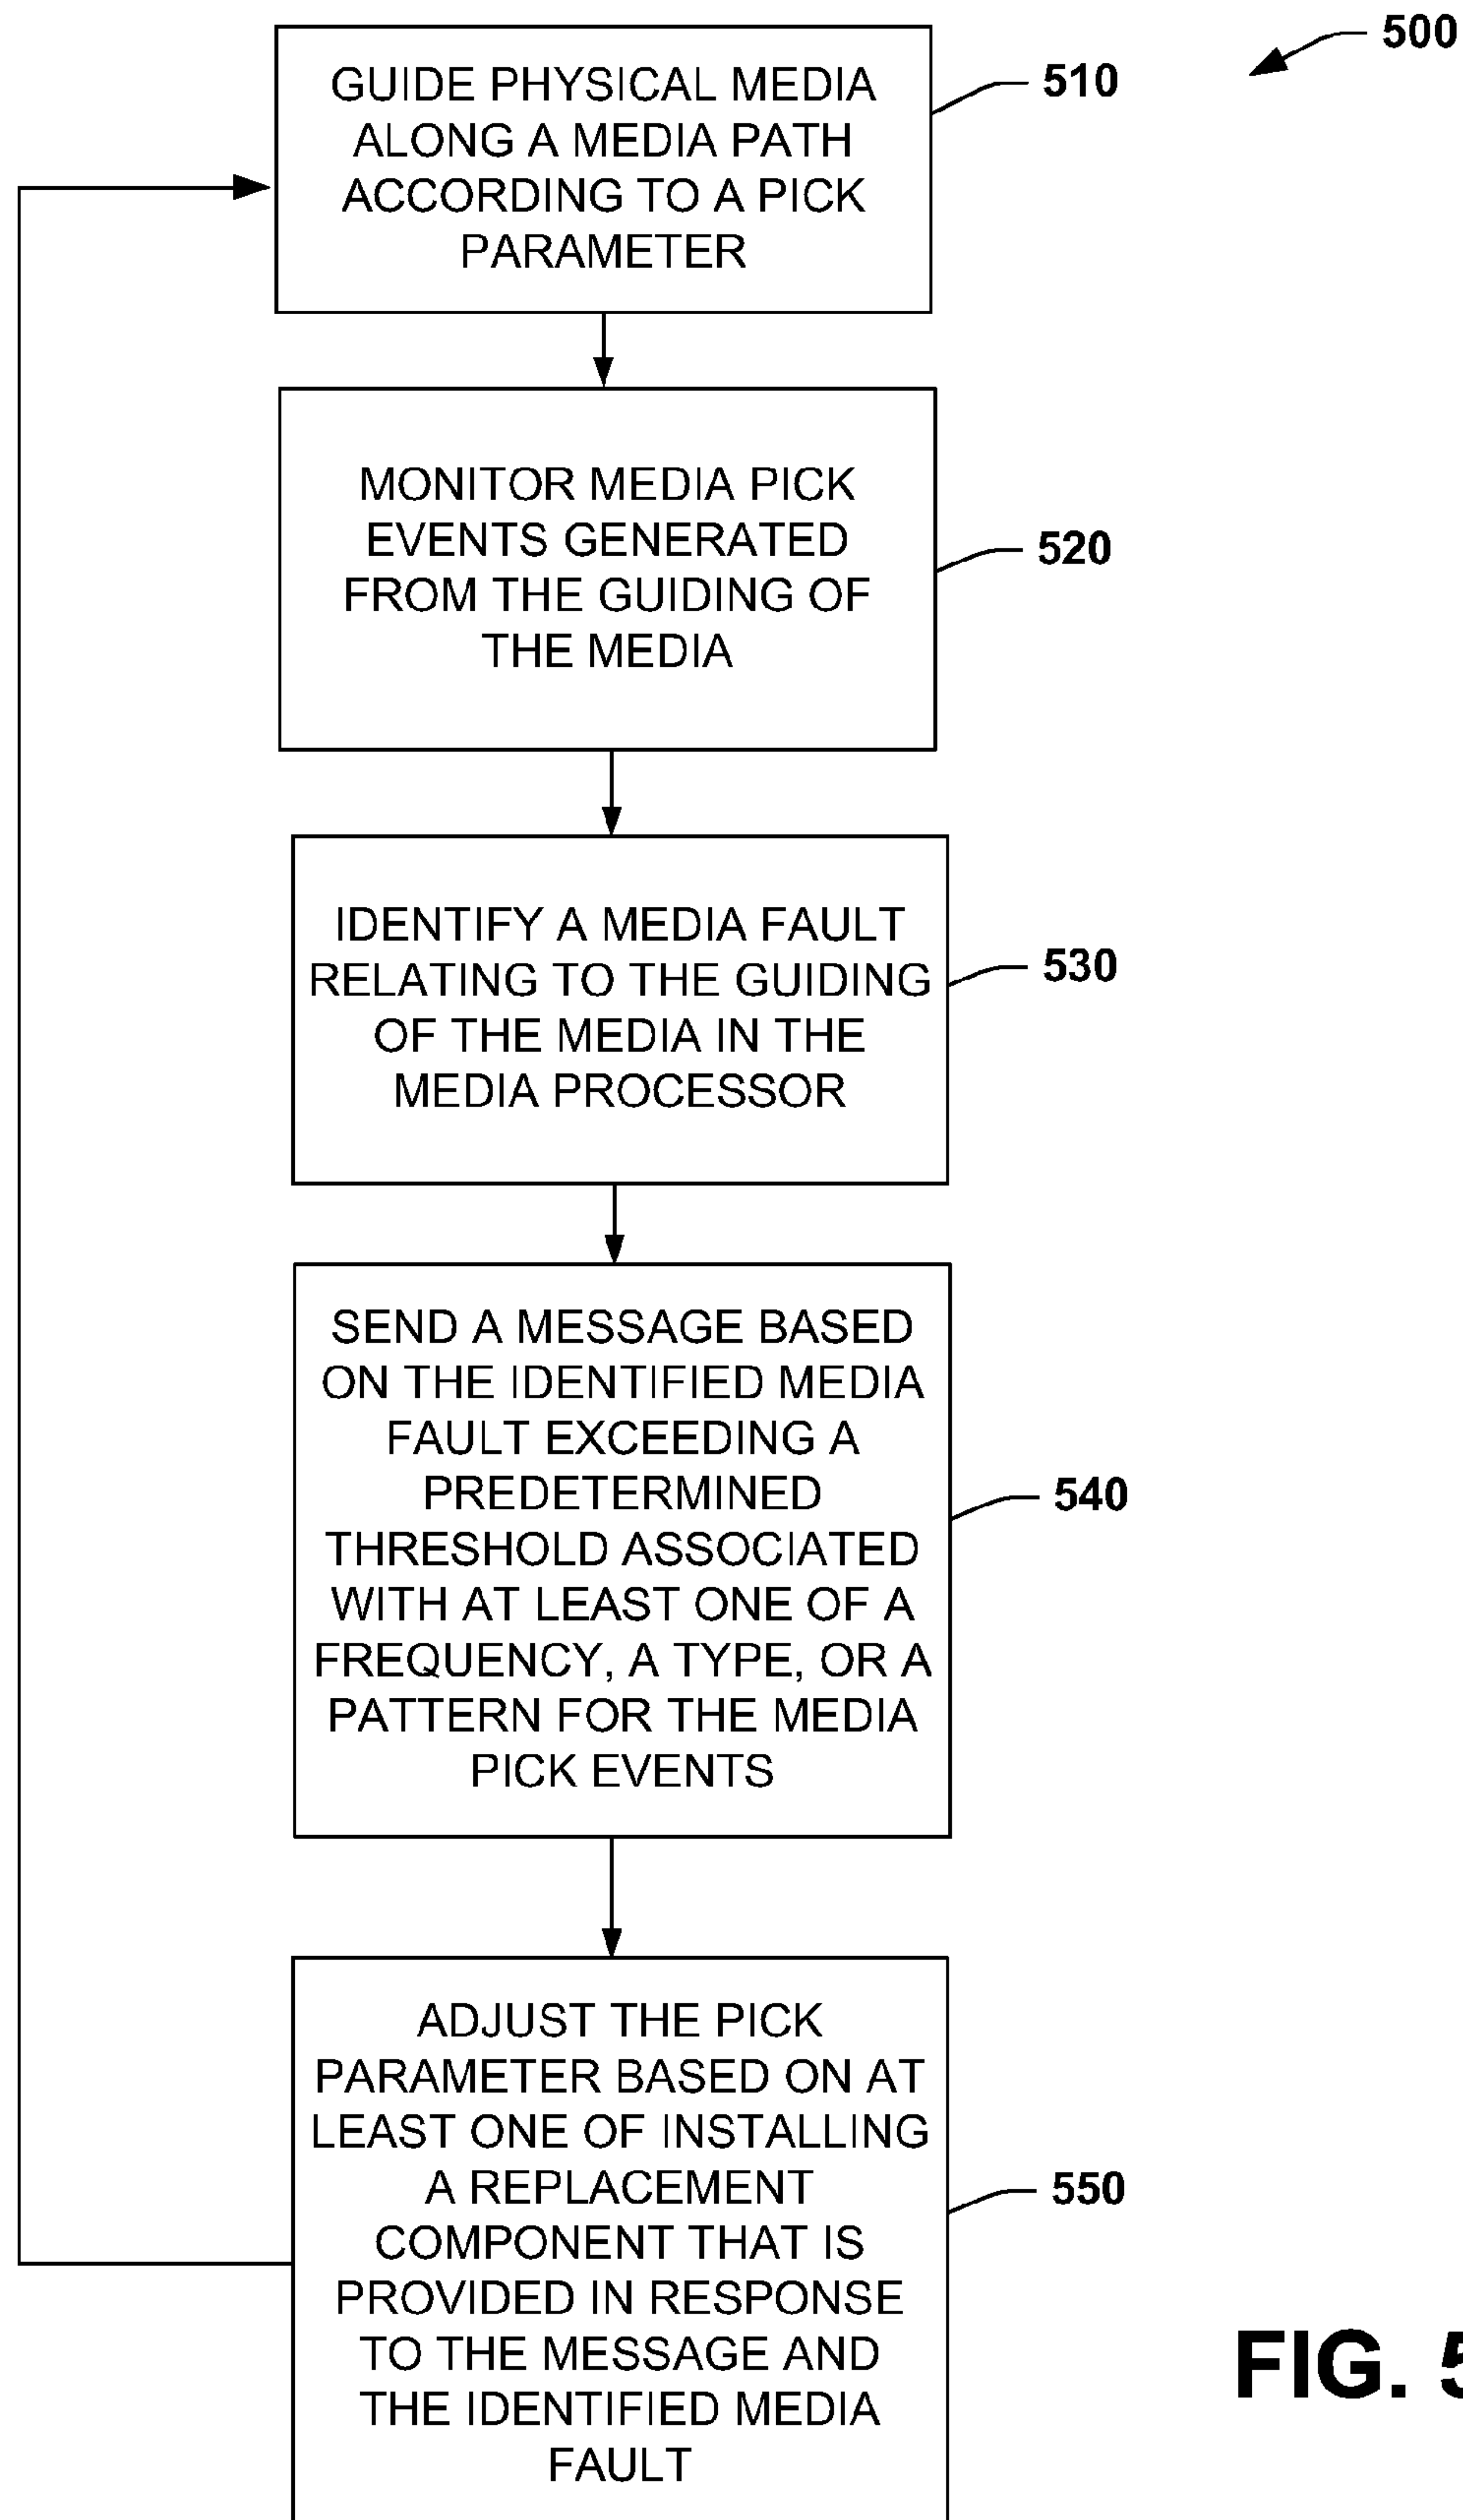 500
GUIDE PHYSICAL MEDIA
ALONG A MEDIA PATH
ACCORDING TO A PICK
PARAMETER
510
MONITOR MEDIA PICK
EVENTS GENERATED
FROM THE GUIDING OF
THE MEDIA
520
IDENTIFY A MEDIA FAULT
RELATING TO THE GUIDING
OF THE MEDIA IN THE
MEDIA PROCESSOR
530
SEND A MESSAGE BASED
ON THE IDENTIFIED MEDIA
FAULT EXCEEDING A
PREDETERMINED
THRESHOLD ASSOCIATED
WITH AT LEAST ONE OF A
FREQUENCY, A TYPE, OR A
PATTERN FOR THE MEDIA
PICK EVENTS
540
ADJUST THE PICK
PARAMETER BASED ON AT
LEAST ONE OF INSTALLING
A REPLACEMENT
COMPONENT THAT IS
PROVIDED IN RESPONSE
TO THE MESSAGE AND
THE IDENTIFIED MEDIA
FAULT
550
FIG. 5